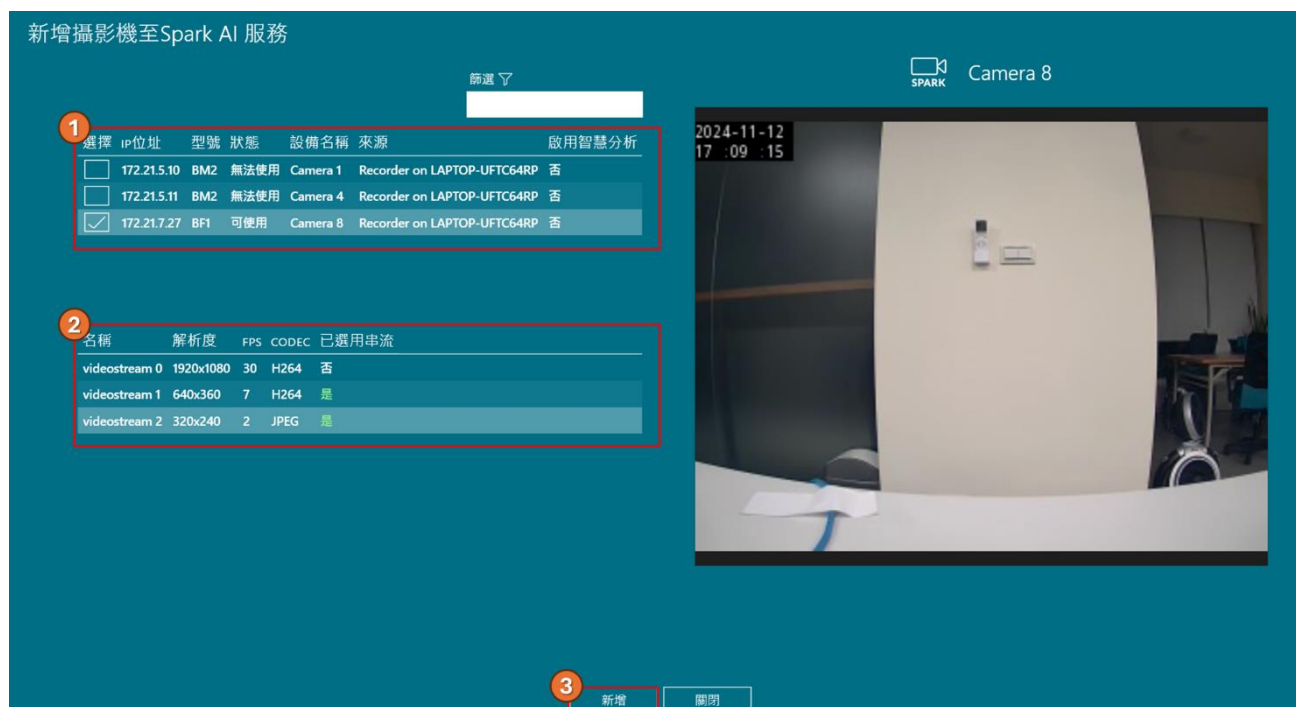 新增攝影機至Spark AI 服務
篩選
SPARK Camera 8
1
選擇 IP位址 型號 狀態 設備名稱 來源 啟用智慧分析
172.21.5.10 BM2 無法使用 Camera 1 Recorder on LAPTOP-UFTC64RP 否
172.21.5.11 BM2 無法使用 Camera 4 Recorder on LAPTOP-UFTC64RP 否
172.21.7.27 BF1 可使用 Camera 8 Recorder on LAPTOP-UFTC64RP 否
2024-11-12
17 :09 :15
2
名稱 解析度 FPS CODEC 已選用串流
videostream 0 1920x1080 30 H264 否
videostream 1 640x360 7 H264 是
videostream 2 320x240 2 JPEG 是
3
新增 關閉